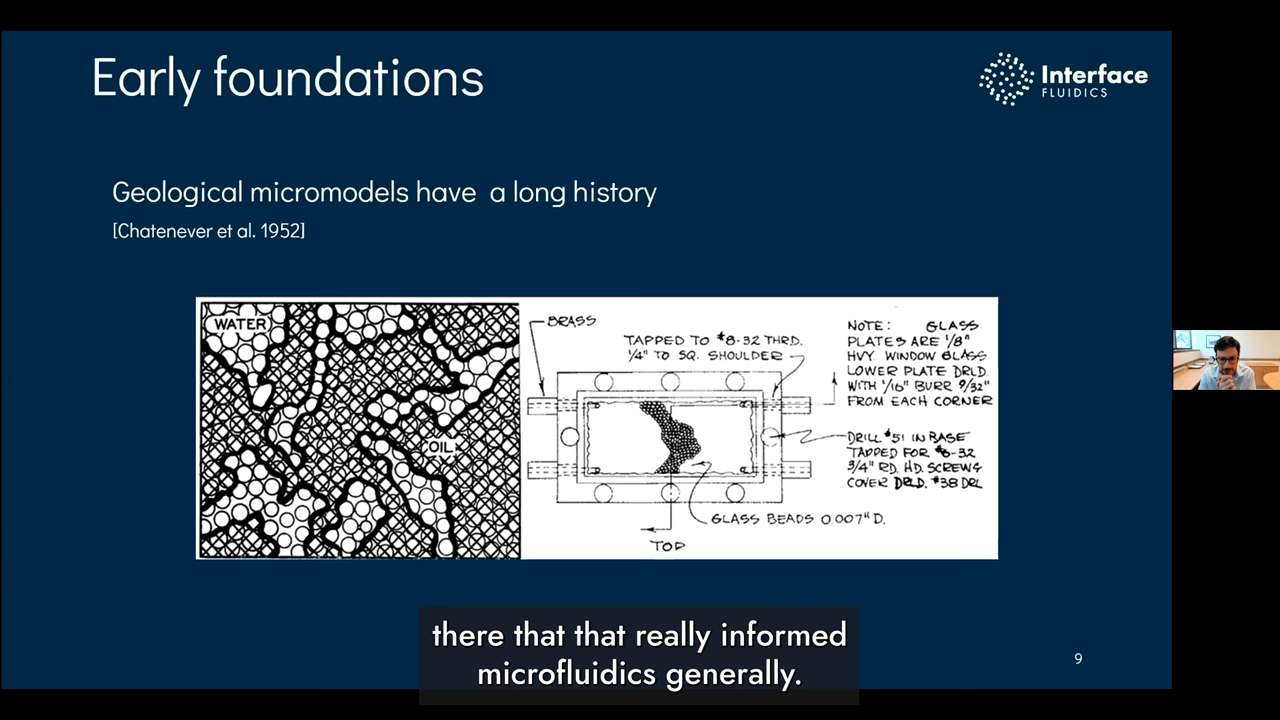 Early foundations
Interface
FLUIDICS
Geological micromodels have a long history
[Chatenever et al. 1952]
WATER
OIL
BRASS
TAPPED TO #8-32 THRD.
1/4" TO SQ. SHOULDER
NOTE: GLASS
PLATES ARE 1/8"
HVY. WINDOW GLASS
LOWER PLATE DRLD.
WITH 1/16" BURR 9/32"
FROM EACH CORNER
DRILL #51 IN BASE
TAPPED FOR #8-32
3/4" RD. HD. SCREWS
COVER DRLD. #38 DRL
GLASS BEADS 0.007" D.
TOP
there that that really informed
microfluidics generally.
9